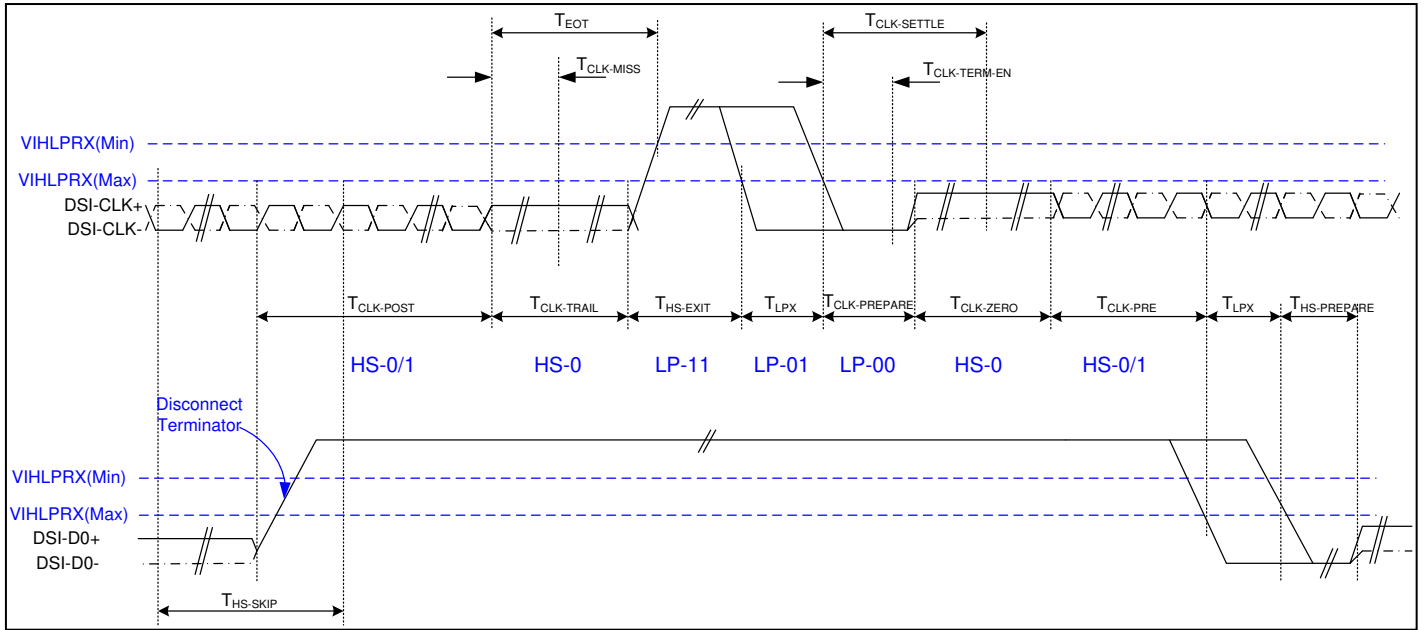 TEOT
TCLK-SETTLE
TCLK-MISS
TCLK-TERM-EN
VIHLPRX(Min)
VIHLPRX(Max)
DSI-CLK+
DSI-CLK-
TCLK-POST
TCLK-TRAIL
THS-EXIT
TLPX
TCLK-PREPARE
TCLK-ZERO
TCLK-PRE
TLPX
THS-PREPARE
HS-0/1
HS-0
LP-11
LP-01
LP-00
HS-0
HS-0/1
Disconnect
Terminator
VIHLPRX(Min)
VIHLPRX(Max)
DSI-D0+
DSI-D0-
THS-SKIP